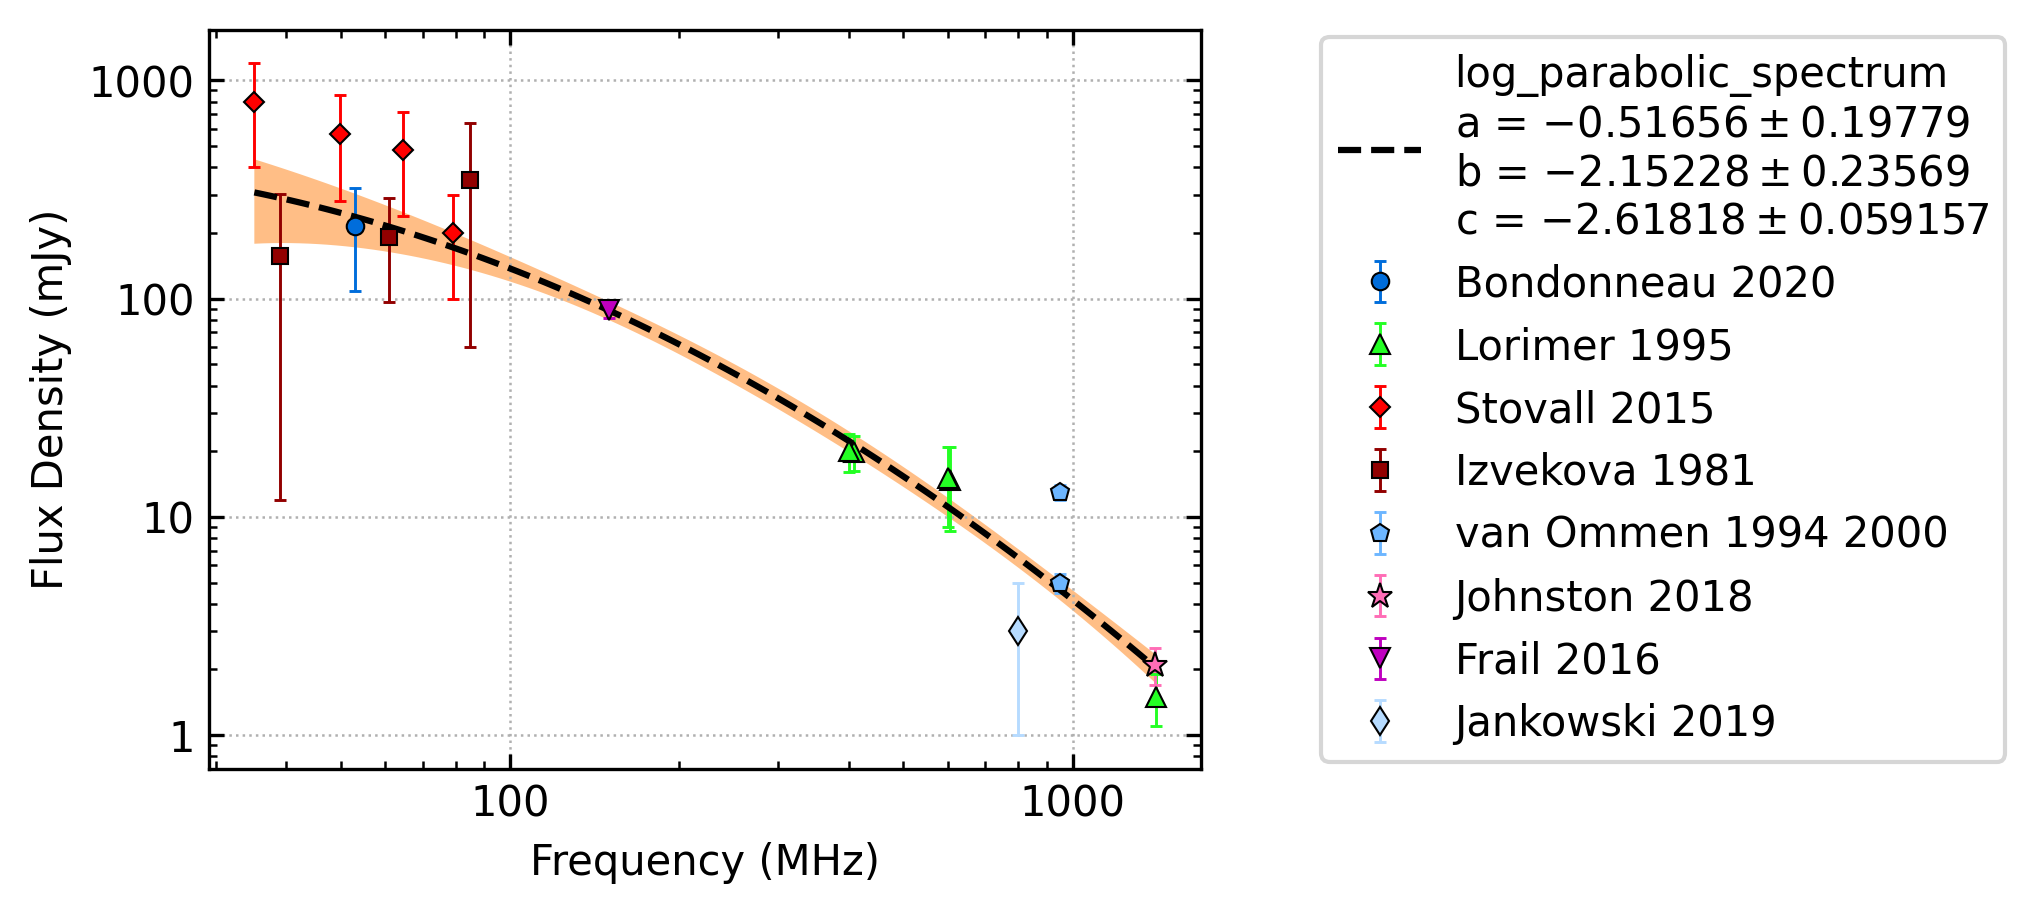 1000
100
10
1
Flux Density (mJy)
100
1000
Frequency (MHz)
log_parabolic_spectrum
a = −0.51656 ± 0.19779
b = −2.15228 ± 0.23569
c = −2.61818 ± 0.059157
Bondonneau 2020
Lorimer 1995
Stovall 2015
Izvekova 1981
van Ommen 1994 2000
Johnston 2018
Frail 2016
Jankowski 2019